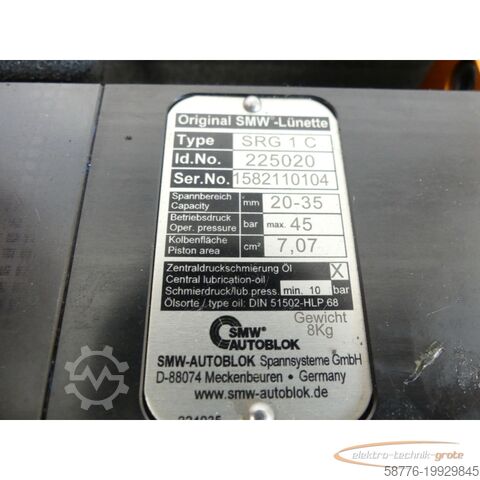 Original SMW®-Lünette
Type SRG 1 C
Id.No. 225020
Ser.No. 1582110104
Spannbereich
Capacity mm 20-35
Betriebsdruck
Oper. pressure bar max. 45
Kolbenfläche
Piston area cm² 7,07
Zentraldruckschmierung Öl X
Central lubrication-oil
Schmierdruck/lub press. min. 10 bar
Ölsorte / type oil: DIN 51502-HLP 68
Gewicht
8Kg
SMW®
AUTOBLOK
SMW-AUTOBLOK Spannsysteme GmbH
D-88074 Meckenbeuren • Germany
www.smw-autoblok.de
elektro-technik-grote
58776-19929845